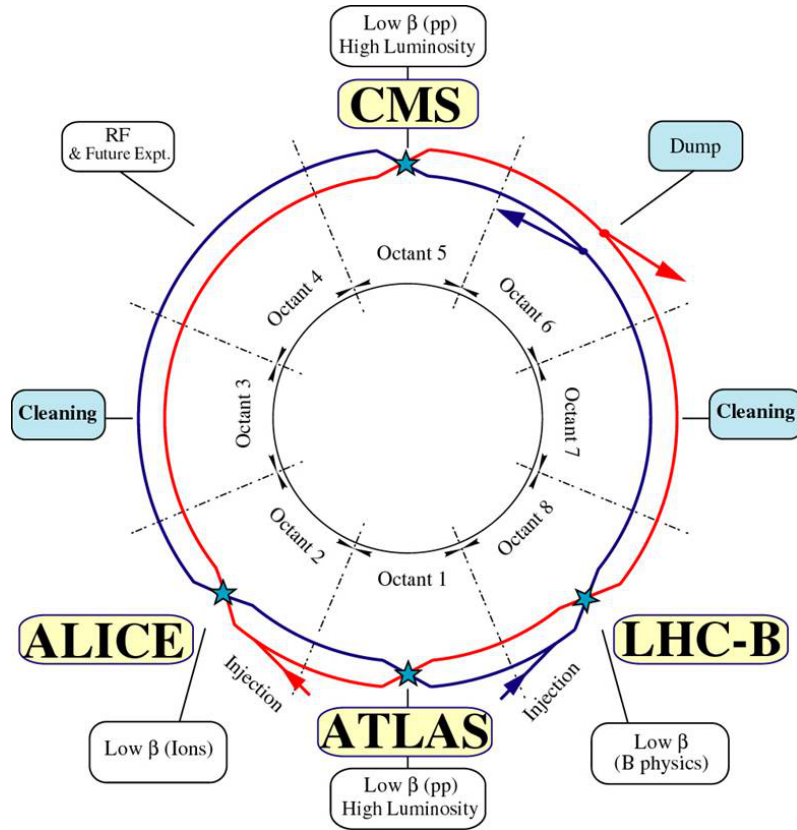 Low β (pp)
High Luminosity
CMS
RF
& Future Expt.
Dump
Octant 5
Octant 4
Octant 6
Cleaning
Octant 3
Octant 7
Cleaning
Octant 2
Octant 8
Octant 1
ALICE
LHC-B
Injection
Injection
ATLAS
Low β (Ions)
Low β
(B physics)
Low β (pp)
High Luminosity